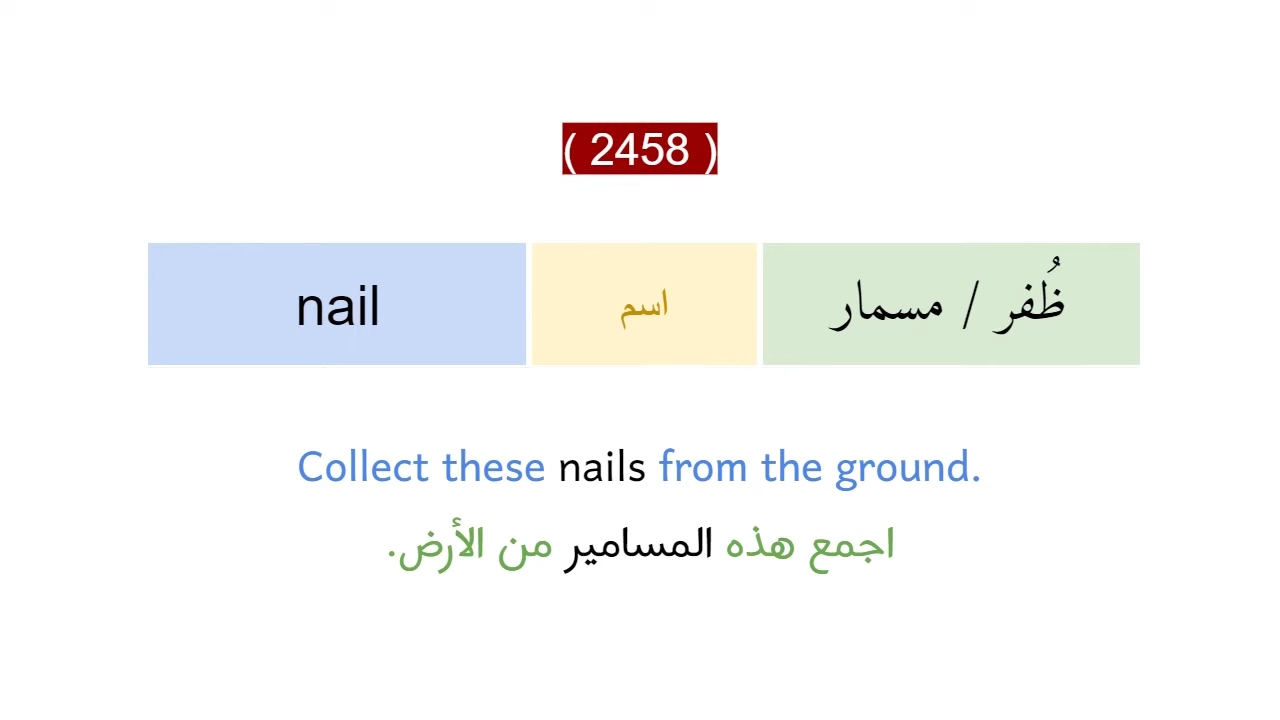 ( 2458 )
nail
اسم
ظُفر / مسمار
Collect these nails from the ground.
اجمع هذه المسامير من الأرض.